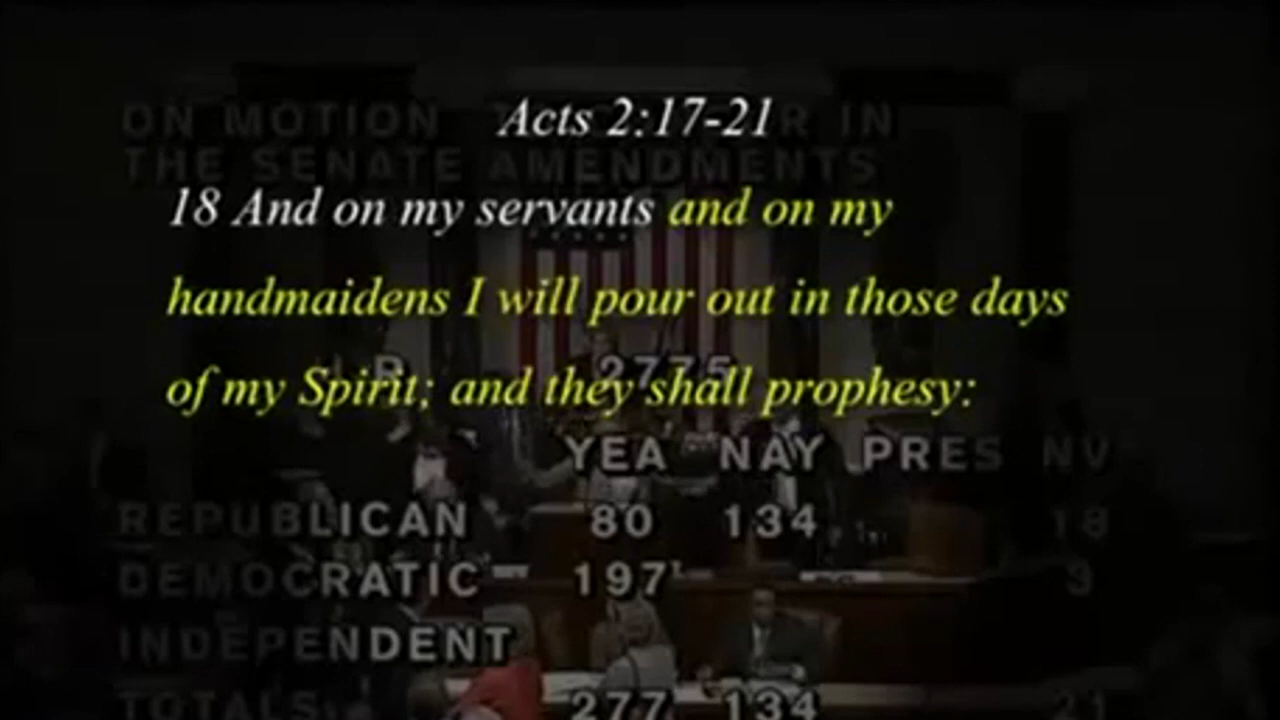 ON MOTION
Acts 2:17-21
R IN
THE SENATE AMENDMENTS
18 And on my servants and on my
handmaidens I will pour out in those days
H.R. 2775
of my Spirit; and they shall prophesy:
YEA NAY PRES NV
REPUBLICAN 80 134 18
DEMOCRATIC 197 3
INDEPENDENT
TOTALS 277 134 21